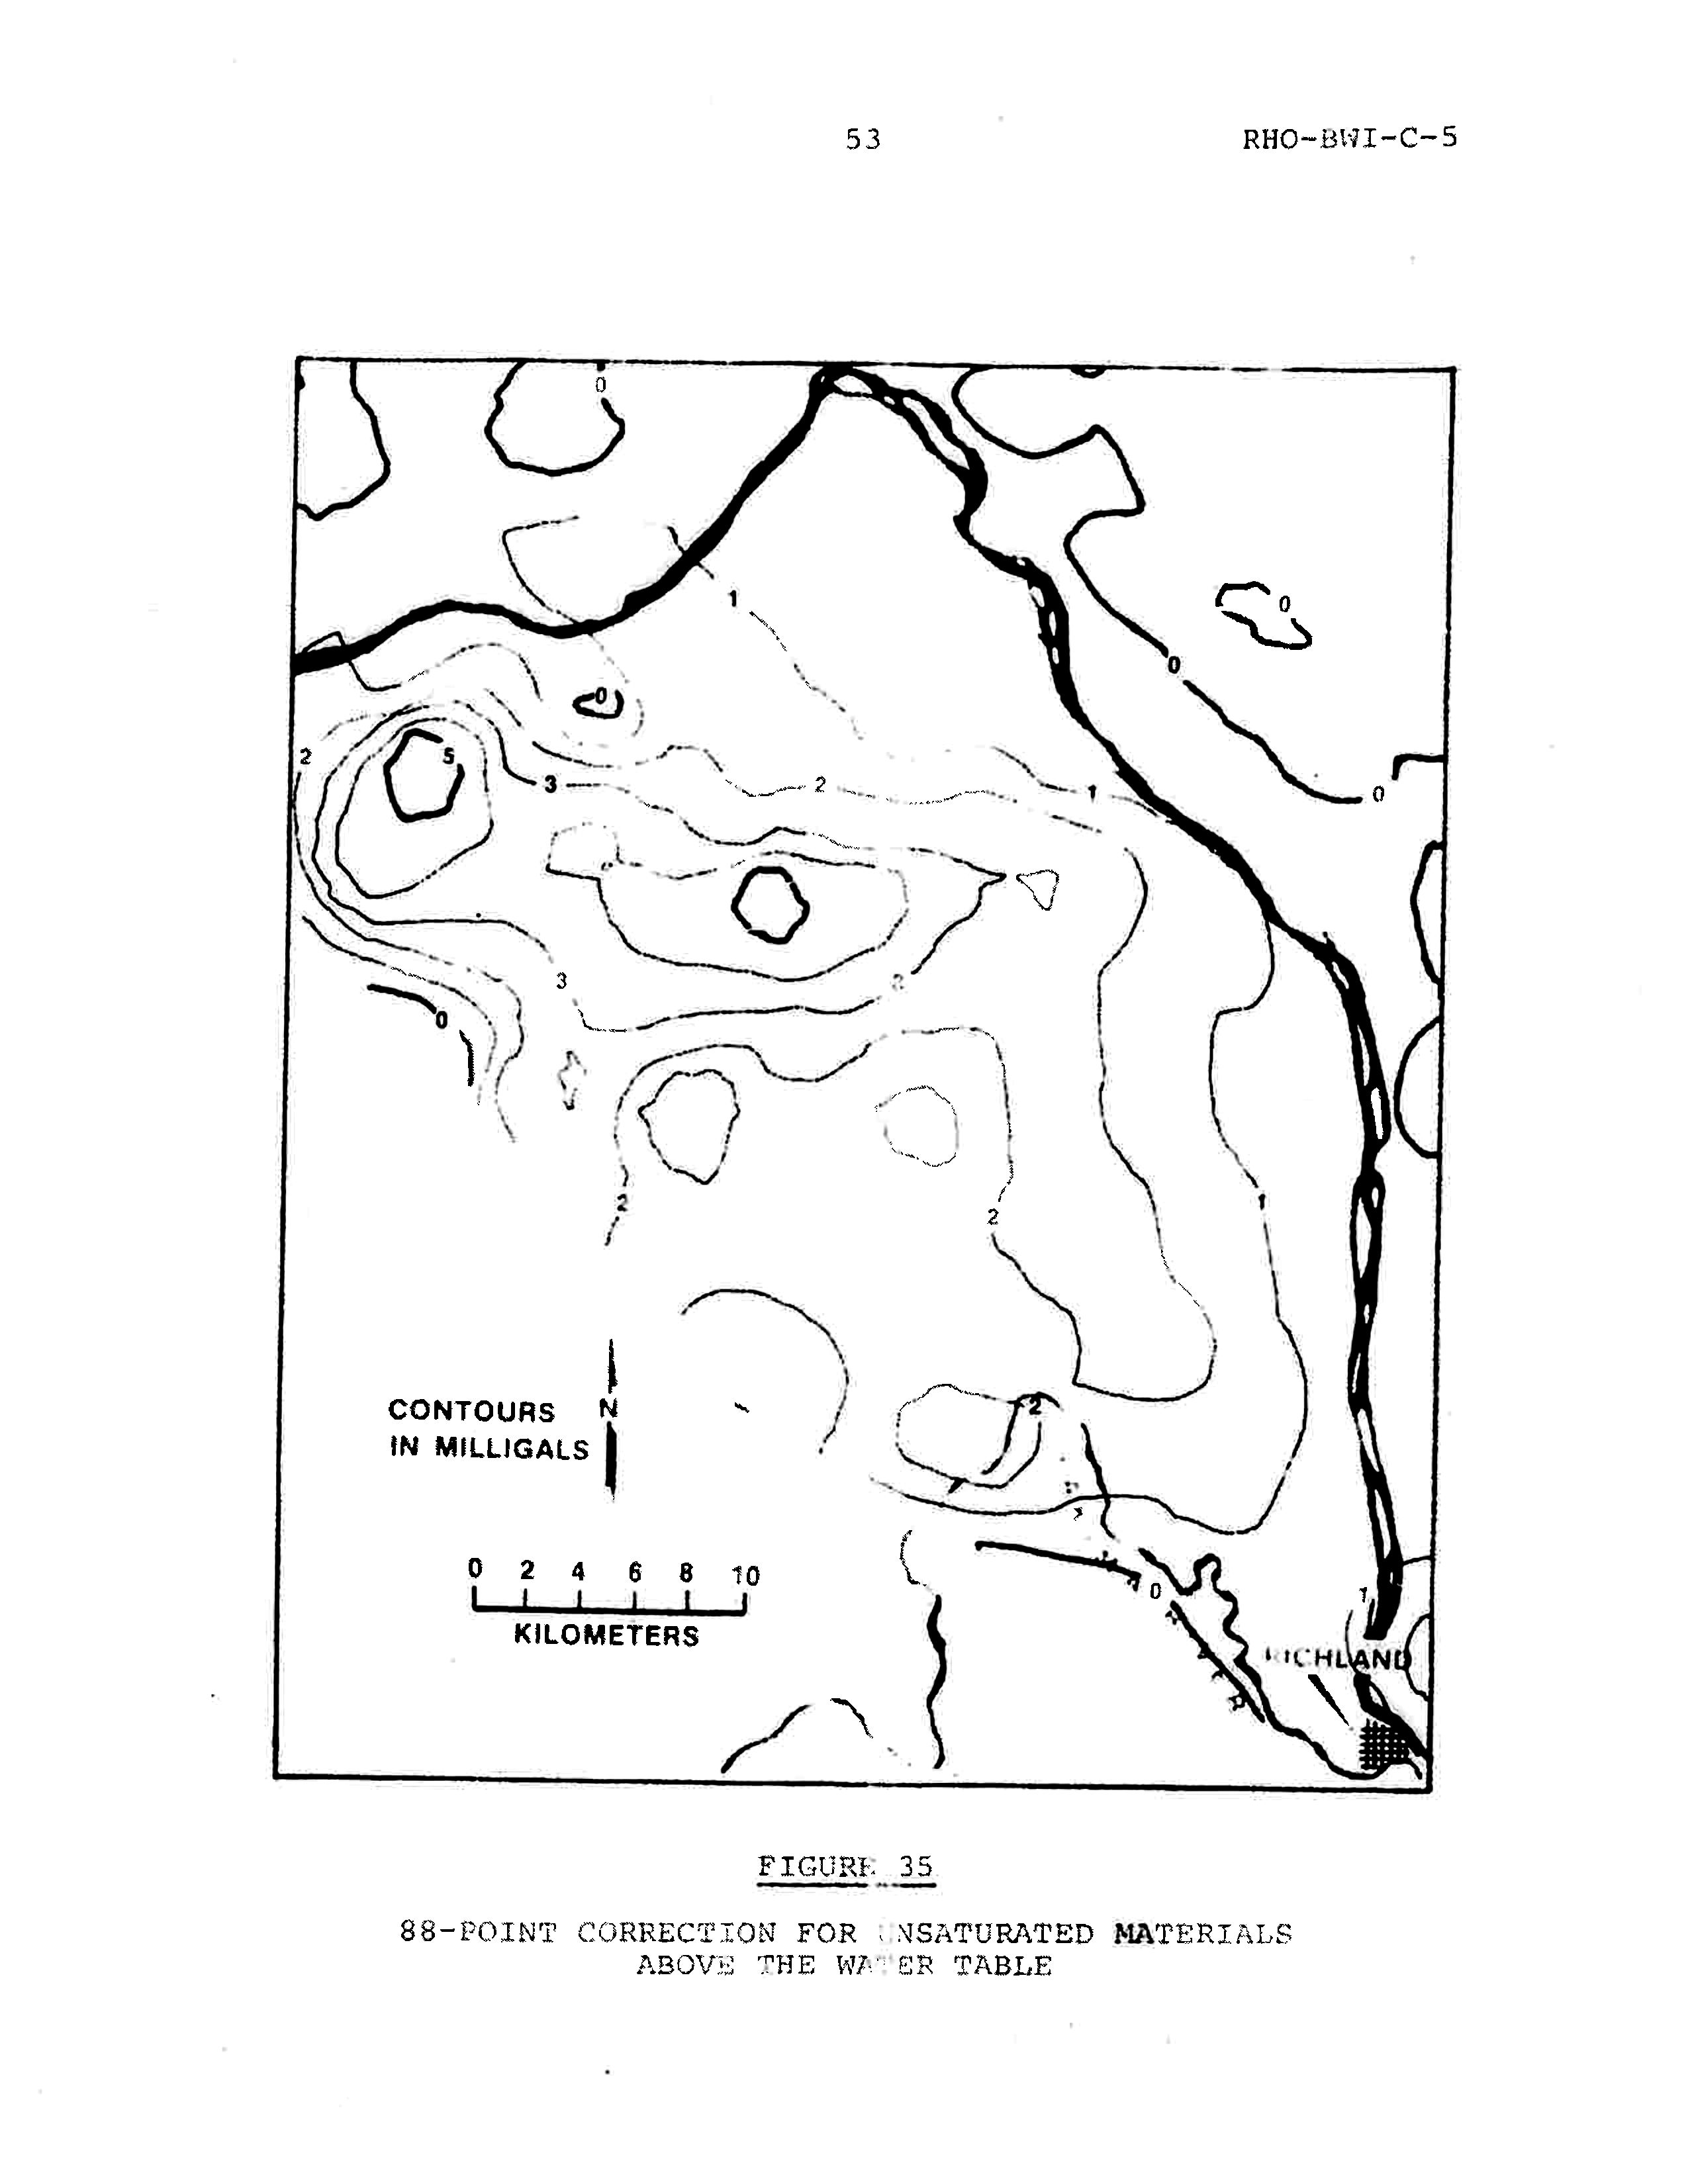 53 RHO-BWI-C-5
0
1
0
0
0
5
2
3
2
1
0
3
2
0
2
2
1
2
CONTOURS N
IN MILLIGALS
0 2 4 6 8 10
KILOMETERS
0
1
RICHLAND
FIGURE 35
88-POINT CORRECTION FOR UNSATURATED MATERIALS
ABOVE THE WATER TABLE